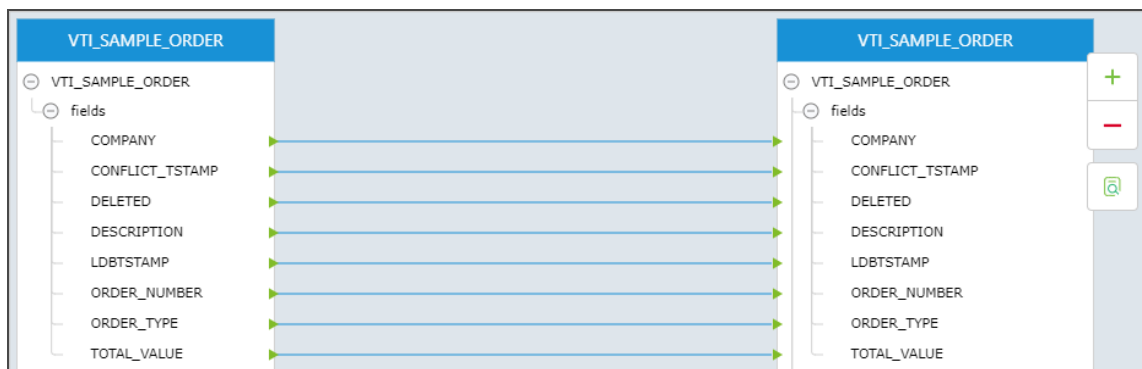 VTI_SAMPLE_ORDER
VTI_SAMPLE_ORDER
fields
COMPANY
CONFLICT_TSTAMP
DELETED
DESCRIPTION
LDBTSTAMP
ORDER_NUMBER
ORDER_TYPE
TOTAL_VALUE
VTI_SAMPLE_ORDER
VTI_SAMPLE_ORDER
fields
COMPANY
CONFLICT_TSTAMP
DELETED
DESCRIPTION
LDBTSTAMP
ORDER_NUMBER
ORDER_TYPE
TOTAL_VALUE